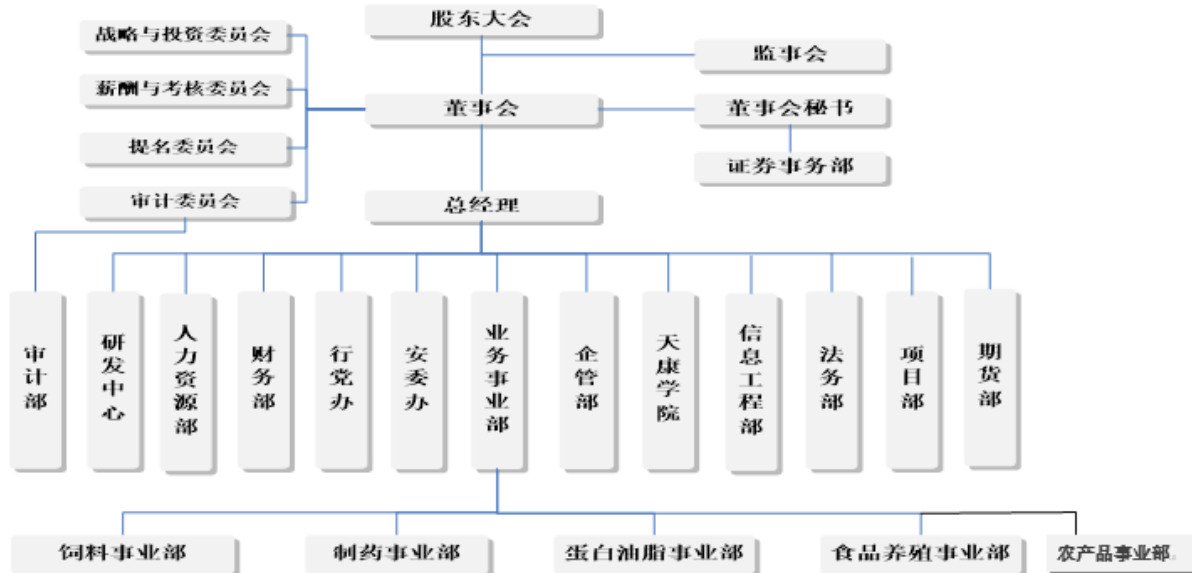 股东大会
战略与投资委员会
监事会
薪酬与考核委员会
董事会
董事会秘书
提名委员会
证券事务部
审计委员会
总经理
审计部
研发中心
人力资源部
财务部
行党办
安委办
业务事业部
企管部
天康学院
信息工程部
法务部
项目部
期货部
饲料事业部
制药事业部
蛋白油脂事业部
食品养殖事业部
农产品事业部